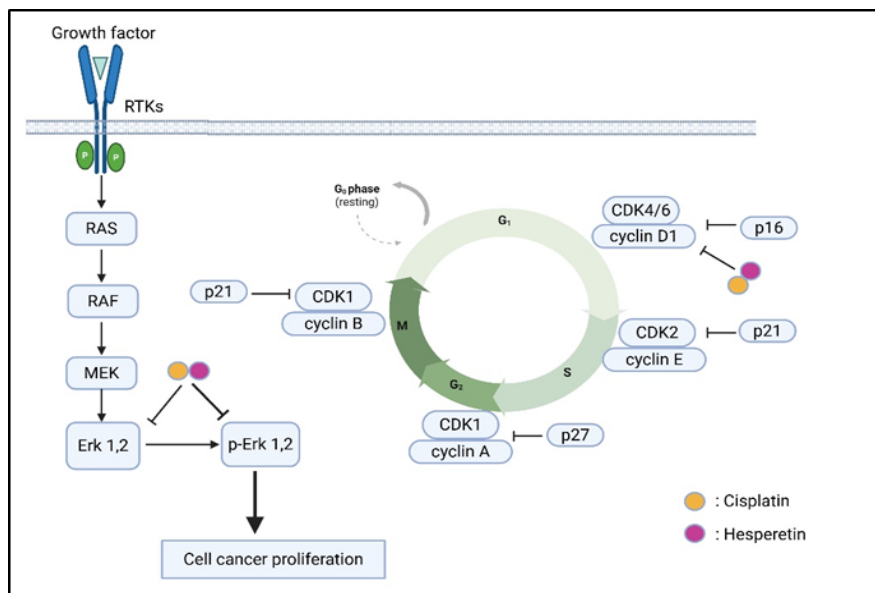 Growth factor
RTKs
P
P
RAS
RAF
MEK
Erk 1,2
p-Erk 1,2
Cell cancer proliferation
G₀ phase
(resting)
G₁
S
G₂
M
CDK4/6
cyclin D1
p16
CDK2
cyclin E
p21
CDK1
cyclin A
p27
p21
CDK1
cyclin B
: Cisplatin
: Hesperetin